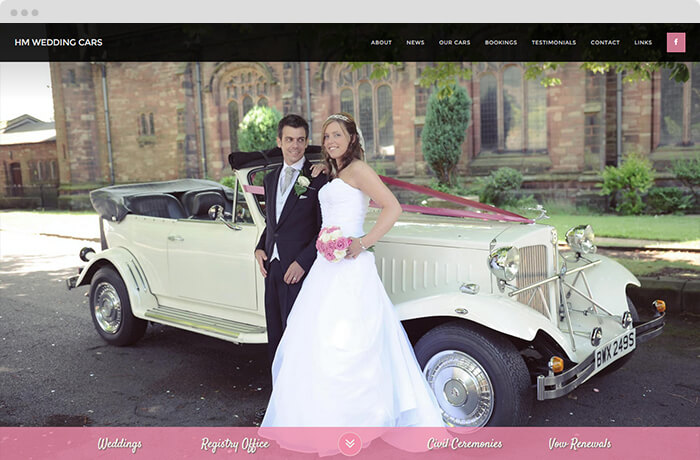 HM WEDDING CARS
ABOUT NEWS OUR CARS BOOKINGS TESTIMONIALS CONTACT LINKS f
BWX 249S
Weddings Registry Office Civil Ceremonies Vow Renewals